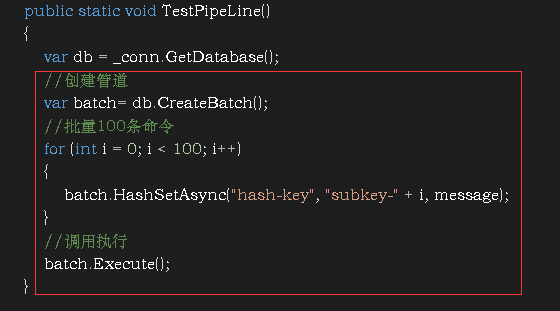 public static void TestPipeLine()
{
var db = _conn.GetDatabase();
//创建管道
var batch= db.CreateBatch();
//批量100条命令
for (int i = 0; i < 100; i++)
{
batch.HashSetAsync("hash-key", "subkey-" + i, message);
}
//调用执行
batch.Execute();
}